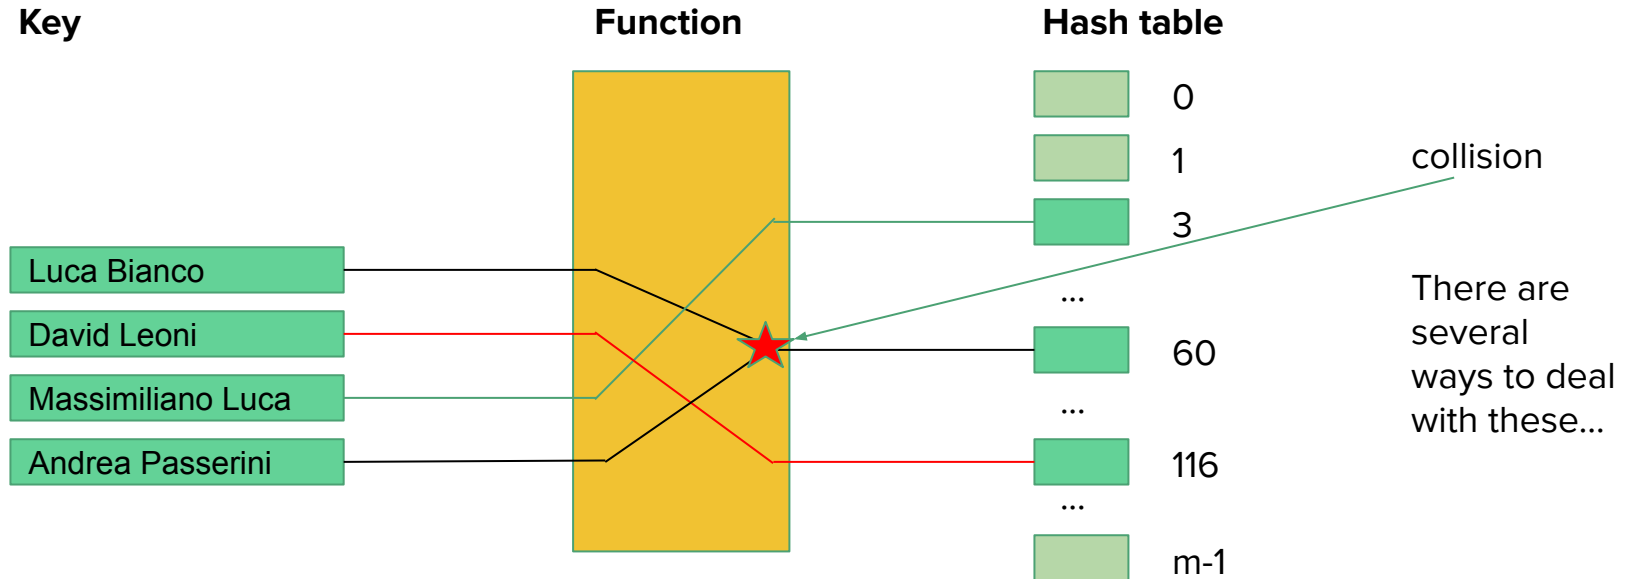 Key
Function
Hash table
0
1
collision
3
Luca Bianco
...
There are
David Leoni
several
60
ways to deal
Massimiliano Luca
...
with these...
Andrea Passerini
116
...
m-1